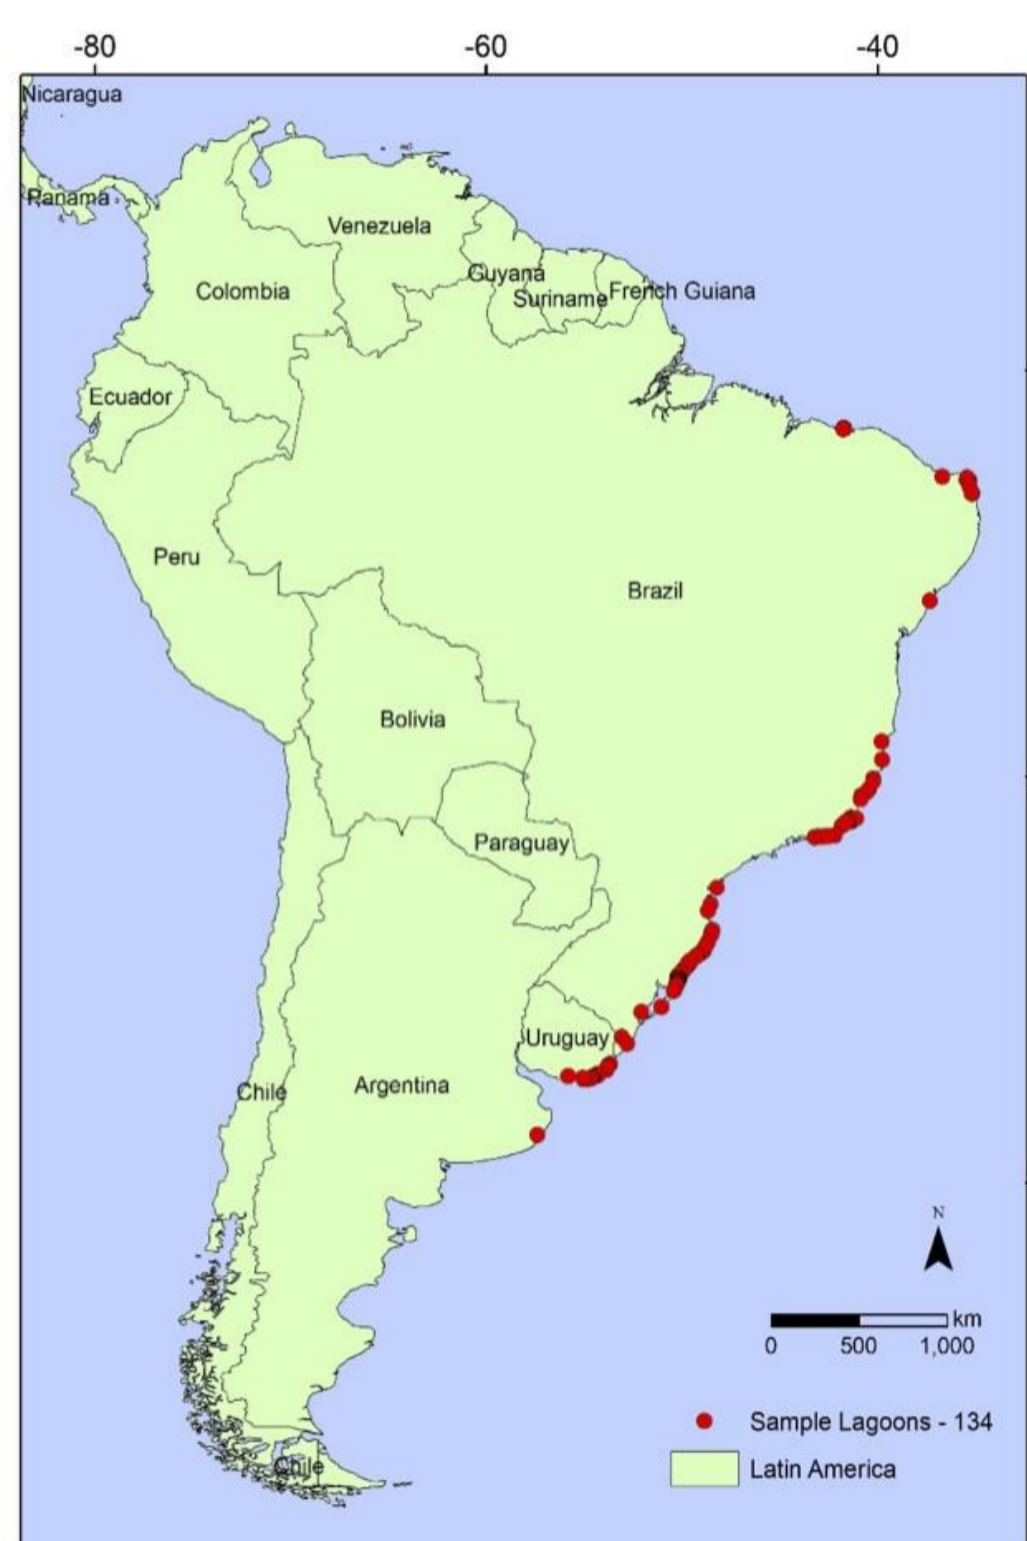 -80 -60 -40
Nicaragua
Panama
Venezuela
Guyana
Colombia
Suriname
French Guiana
Ecuador
Peru
Brazil
Bolivia
Paraguay
Uruguay
Chile
Argentina
N
km
0 500 1,000
Sample Lagoons - 134
Chile
Latin America